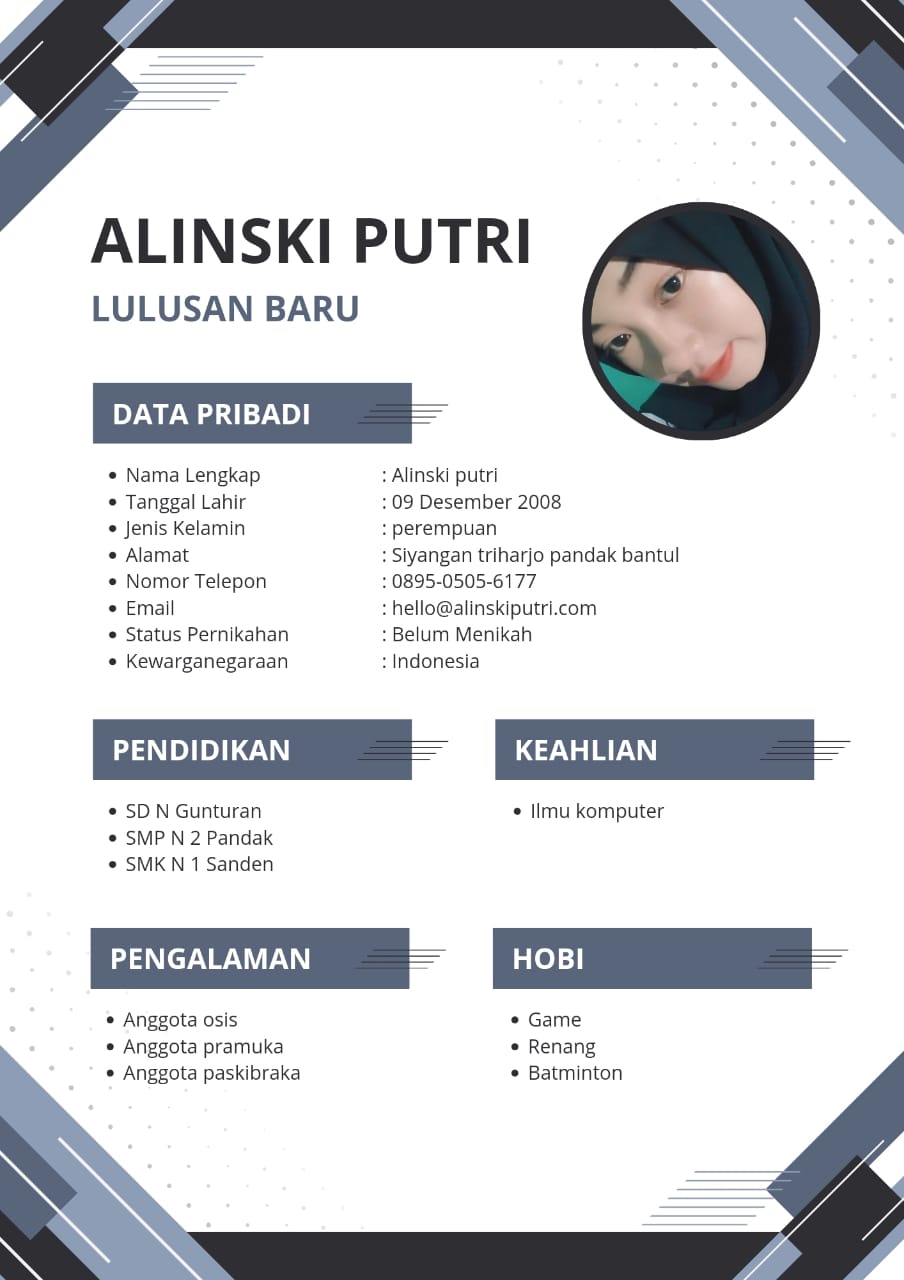 ALINSKI PUTRI
LULUSAN BARU
DATA PRIBADI
• Nama Lengkap : Alinski putri
• Tanggal Lahir : 09 Desember 2008
• Jenis Kelamin : perempuan
• Alamat : Siyangan triharjo pandak bantul
• Nomor Telepon : 0895-0505-6177
• Email : hello@alinskiputri.com
• Status Pernikahan : Belum Menikah
• Kewarganegaraan : Indonesia
PENDIDIKAN
• SD N Gunturan
• SMP N 2 Pandak
• SMK N 1 Sanden
KEAHLIAN
• Ilmu komputer
PENGALAMAN
• Anggota osis
• Anggota pramuka
• Anggota paskibraka
HOBI
• Game
• Renang
• Batminton